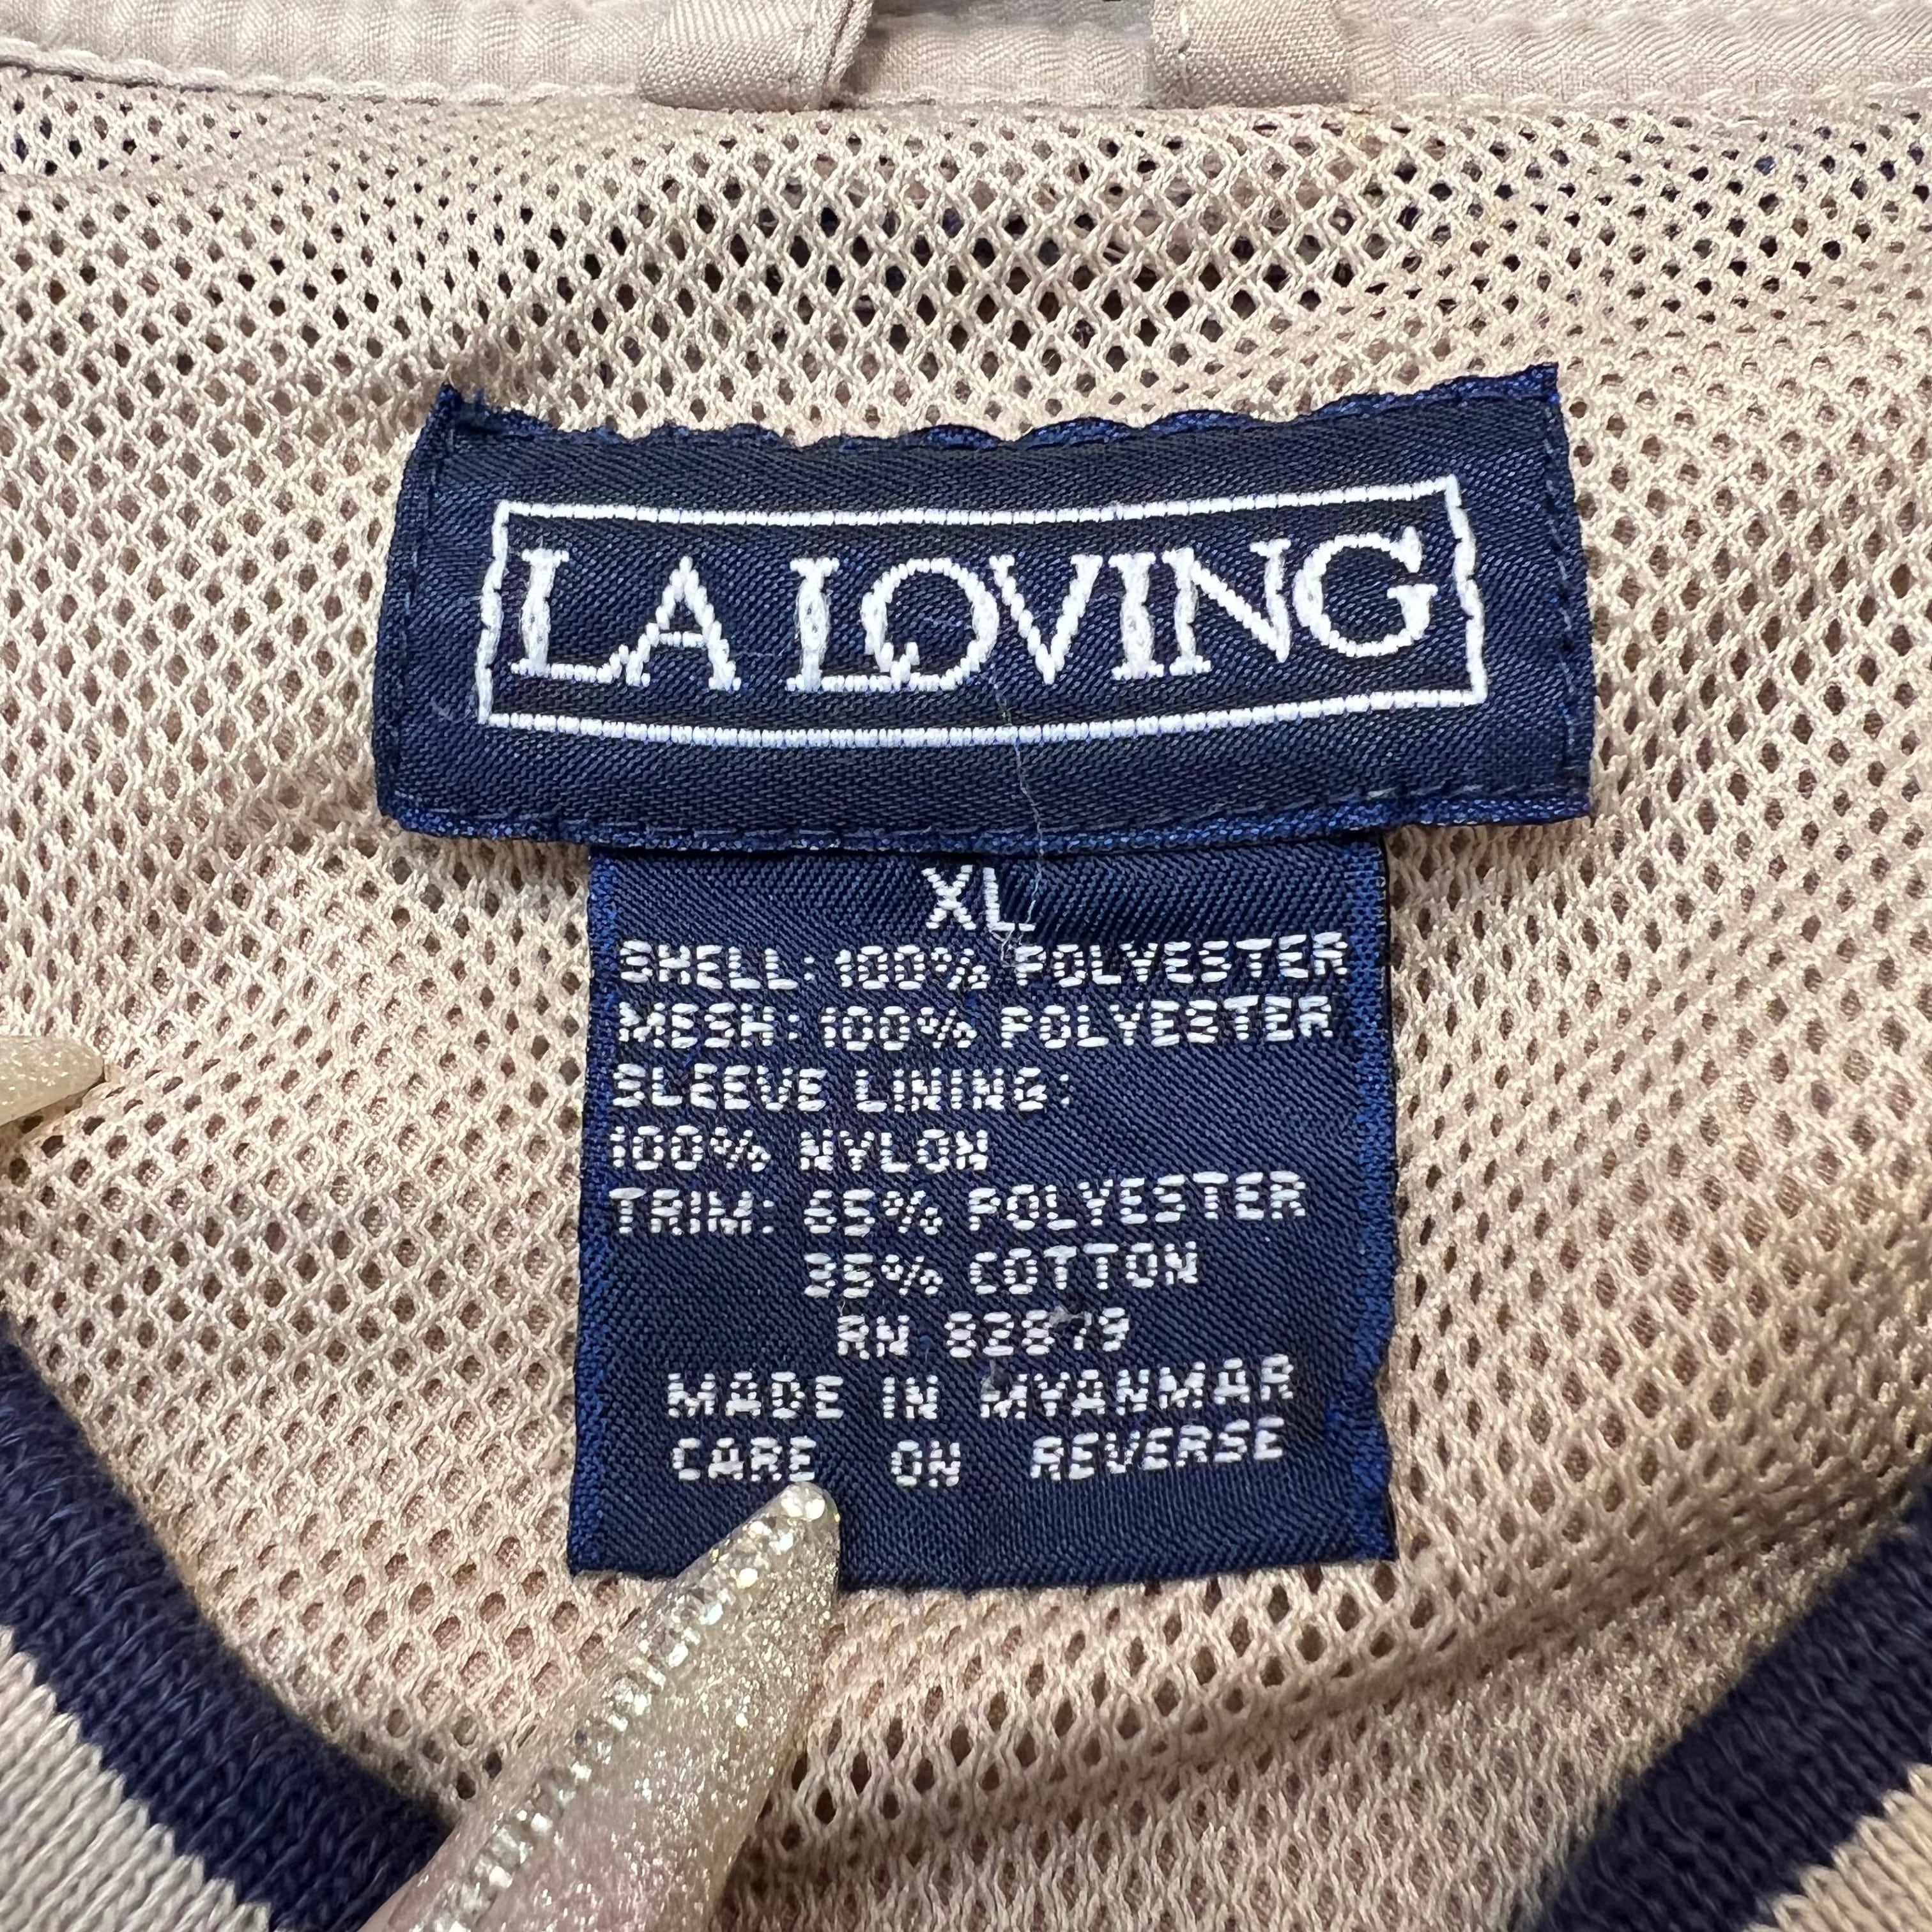 LA LOVING
XL
SHELL: 100% POLYESTER
MESH: 100% POLYESTER
SLEEVE LINING:
100% NYLON
TRIM: 65% POLYESTER
35% COTTON
RN 82879
MADE IN MYANMAR
CARE ON REVERSE